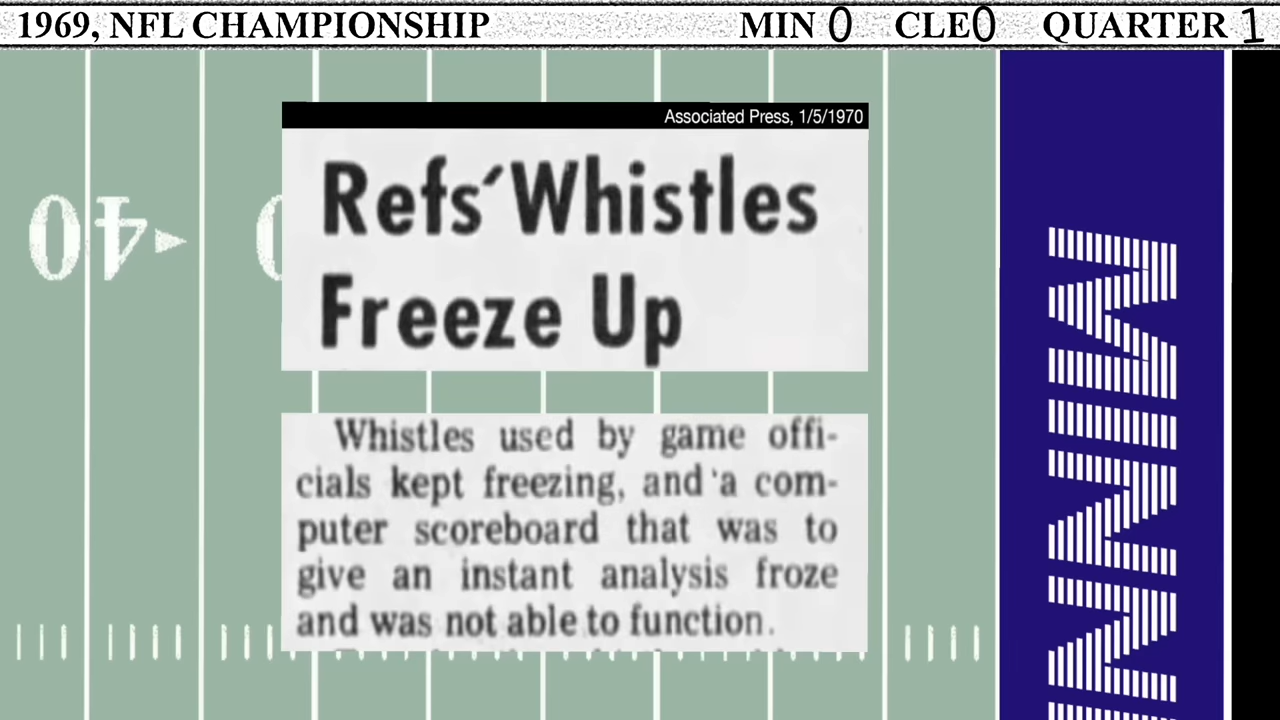 1969, NFL CHAMPIONSHIP MIN 0 CLE 0 QUARTER 1
Associated Press, 1/5/1970
Refs' Whistles
Freeze Up
Whistles used by game offi-
cials kept freezing, and 'a com-
puter scoreboard that was to
give an instant analysis froze
and was not able to function.
40
0
MINN